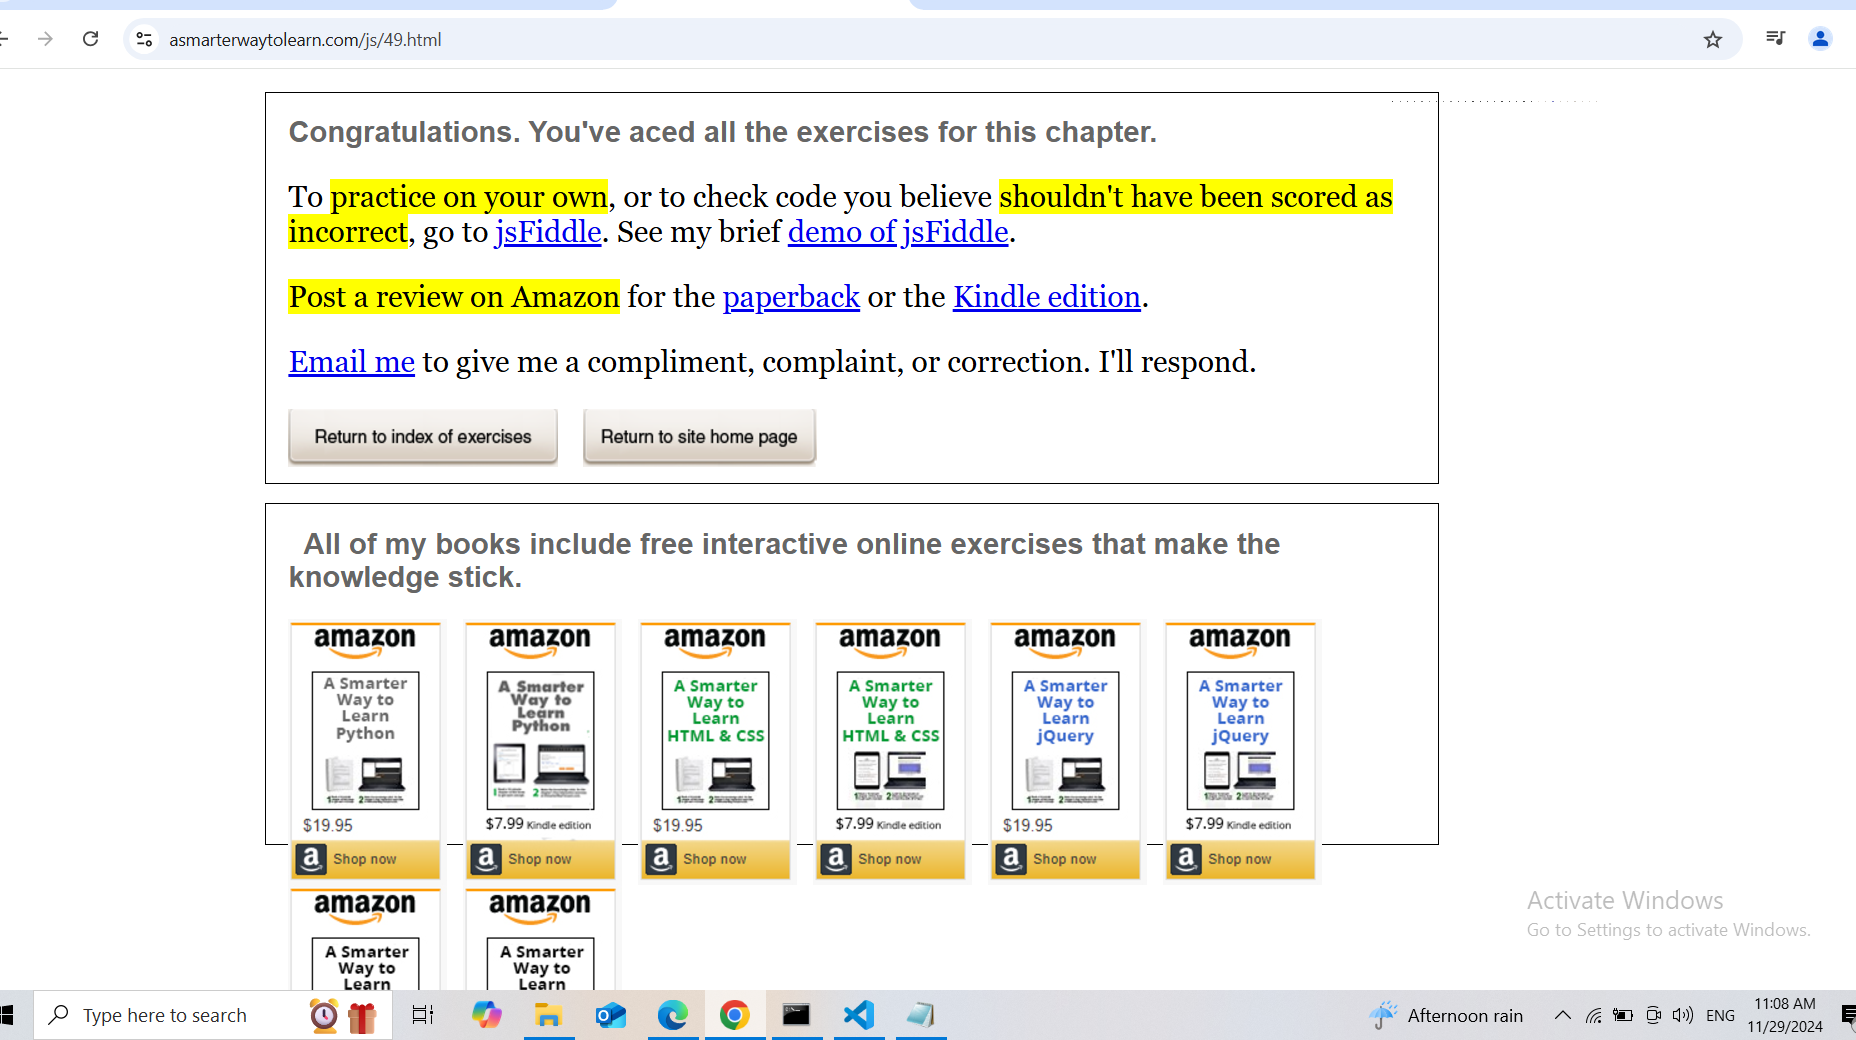 asmarterwaytolearn.com/js/49.html
Congratulations. You've aced all the exercises for this chapter.
To practice on your own, or to check code you believe shouldn't have been scored as
incorrect, go to jsFiddle. See my brief demo of jsFiddle.
Post a review on Amazon for the paperback or the Kindle edition.
Email me to give me a compliment, complaint, or correction. I'll respond.
Return to index of exercises Return to site home page
All of my books include free interactive online exercises that make the
knowledge stick.
amazon amazon amazon amazon amazon amazon
A Smarter A Smarter A Smarter A Smarter A Smarter A Smarter
Way to Way to Way to Way to Way to Way to
Learn Learn Learn Learn Learn Learn
Python Python HTML & CSS HTML & CSS jQuery jQuery
$19.95 $7.99 Kindle edition $19.95 $7.99 Kindle edition $19.95 $7.99 Kindle edition
a Shop now a Shop now a Shop now a Shop now a Shop now a Shop now
amazon amazon
A Smarter A Smarter
Way to Way to
Learn Learn
Activate Windows
Go to Settings to activate Windows.
Type here to search Afternoon rain ENG 11:08 AM
11/29/2024